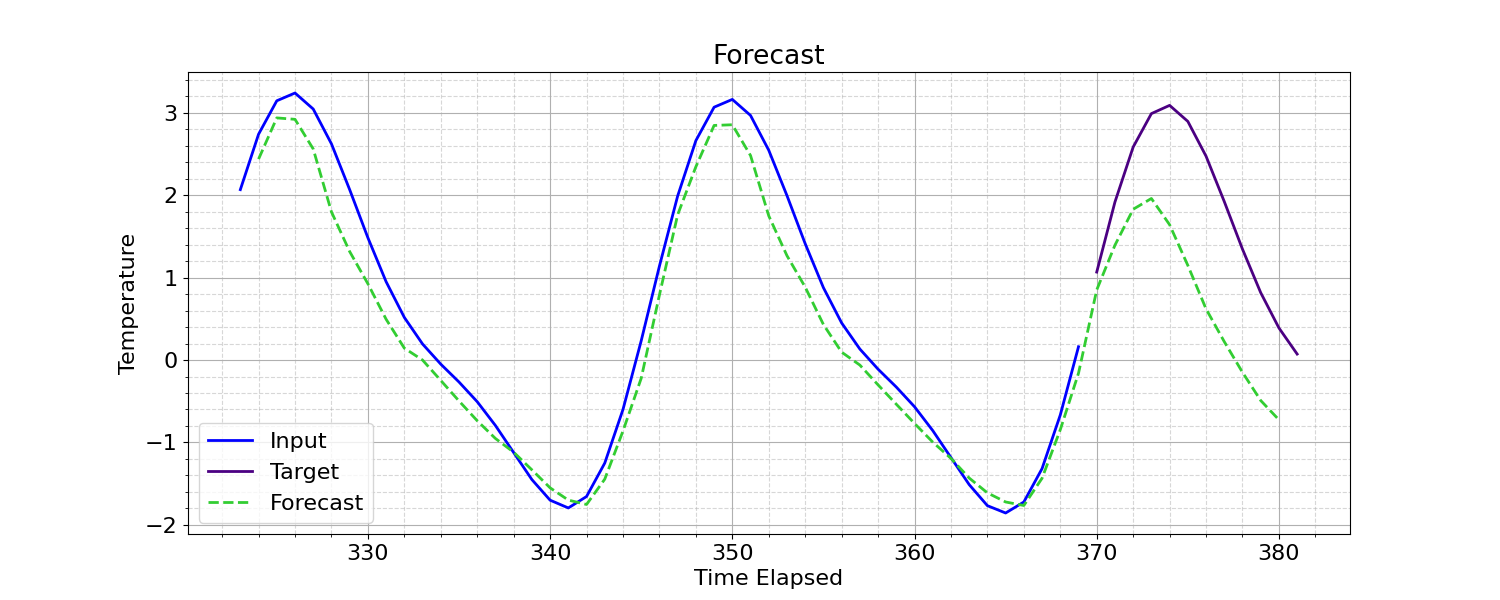 Forecast
3
2
1
0
−1
−2
Temperature
Input
Target
Forecast
330 340 350 360 370 380
Time Elapsed